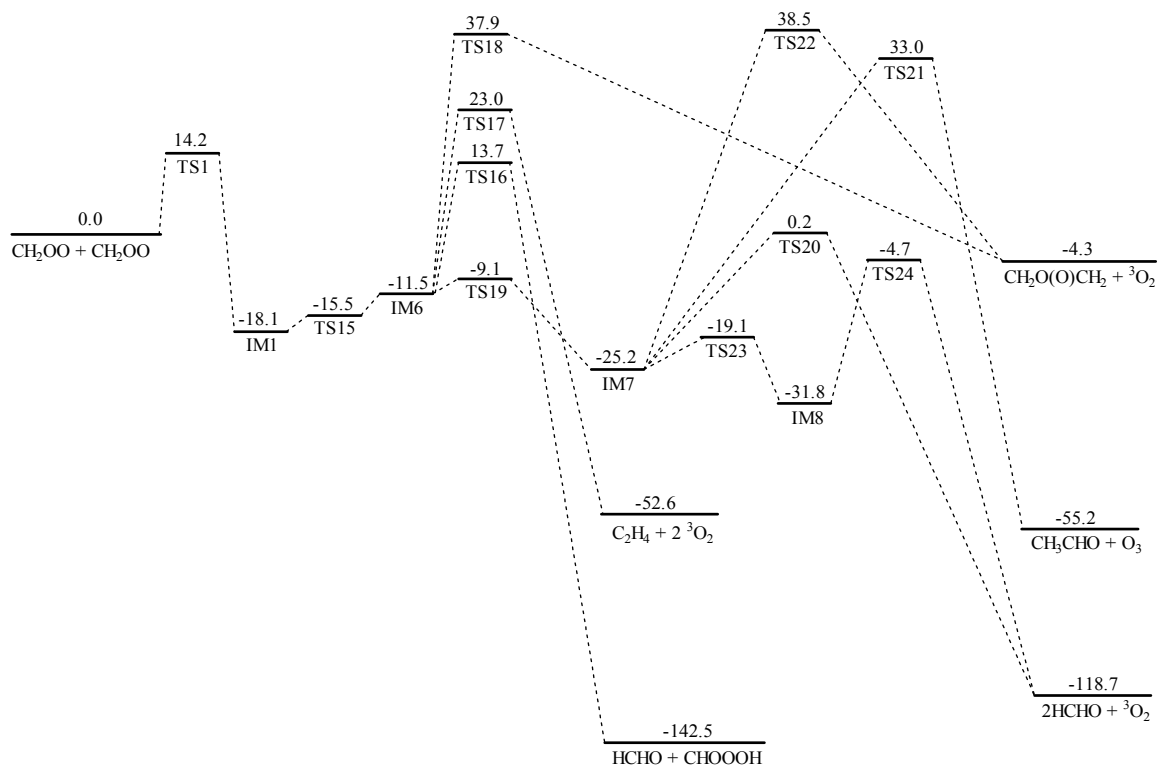 37.9
TS18
38.5
TS22
33.0
TS21
23.0
TS17
14.2
TS1
13.7
TS16
0.0
CH₂OO + CH₂OO
0.2
TS20
-4.7
TS24
-4.3
CH₂O(O)CH₂ + ³O₂
-9.1
TS19
-11.5
IM6
-15.5
TS15
-18.1
IM1
-19.1
TS23
-25.2
IM7
-31.8
IM8
-52.6
C₂H₄ + 2 ³O₂
-55.2
CH₃CHO + O₃
-118.7
2HCHO + ³O₂
-142.5
HCHO + CHOOOH